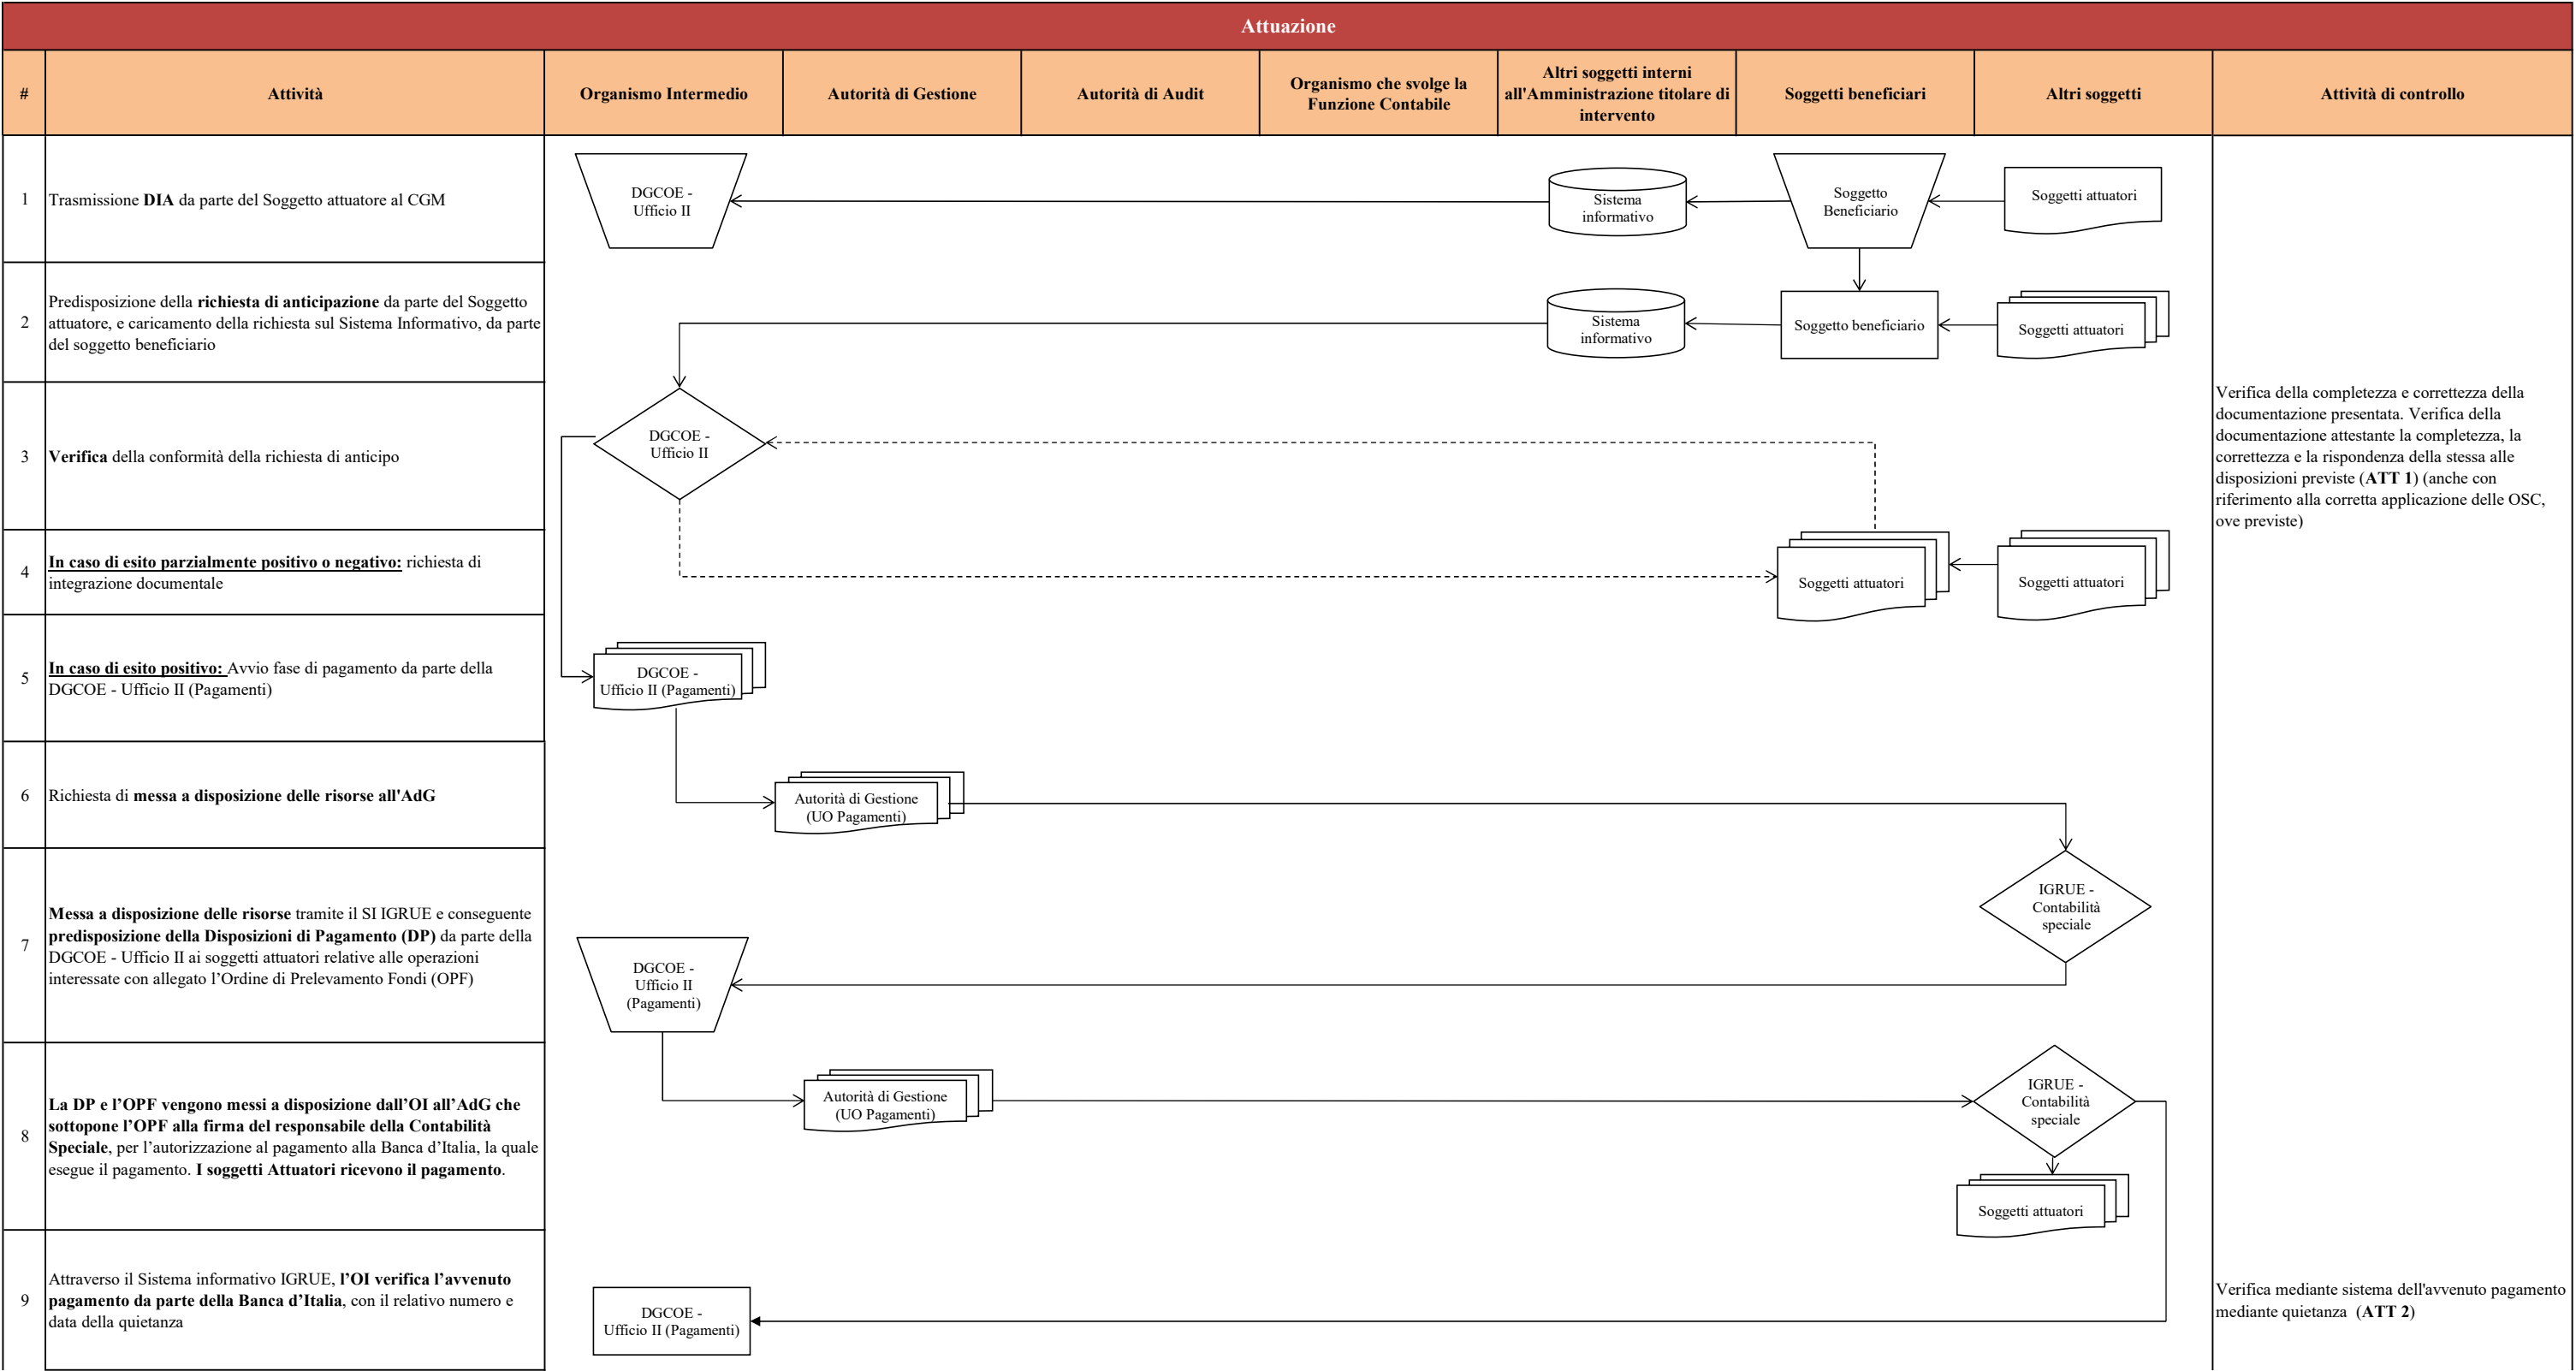 Attuazione
#
Attività
Organismo Intermedio
Autorità di Gestione
Autorità di Audit
Organismo che svolge la
Funzione Contabile
Altri soggetti interni
all'Amministrazione titolare di
intervento
Soggetti beneficiari
Altri soggetti
Attività di controllo
1
Trasmissione DIA da parte del Soggetto attuatore al CGM
DGCOE -
Ufficio II
Sistema
informativo
Soggetto
Beneficiario
Soggetti attuatori
2
Predisposizione della richiesta di anticipazione da parte del Soggetto
attuatore, e caricamento della richiesta sul Sistema Informativo, da parte
del soggetto beneficiario
Sistema
informativo
Soggetto beneficiario
Soggetti attuatori
3
Verifica della conformità della richiesta di anticipo
DGCOE -
Ufficio II
Verifica della completezza e correttezza della
documentazione presentata. Verifica della
documentazione attestante la completezza, la
correttezza e la rispondenza della stessa alle
disposizioni previste (ATT 1) (anche con
riferimento alla corretta applicazione delle OSC,
ove previste)
4
In caso di esito parzialmente positivo o negativo: richiesta di
integrazione documentale
Soggetti attuatori
Soggetti attuatori
5
In caso di esito positivo: Avvio fase di pagamento da parte della
DGCOE - Ufficio II (Pagamenti)
DGCOE -
Ufficio II (Pagamenti)
6
Richiesta di messa a disposizione delle risorse all'AdG
Autorità di Gestione
(UO Pagamenti)
7
Messa a disposizione delle risorse tramite il SI IGRUE e conseguente
predisposizione della Disposizioni di Pagamento (DP) da parte della
DGCOE - Ufficio II ai soggetti attuatori relative alle operazioni
interessate con allegato l’Ordine di Prelevamento Fondi (OPF)
DGCOE -
Ufficio II
(Pagamenti)
IGRUE -
Contabilità
speciale
8
La DP e l’OPF vengono messi a disposizione dall’OI all’AdG che
sottopone l’OPF alla firma del responsabile della Contabilità
Speciale, per l’autorizzazione al pagamento alla Banca d’Italia, la quale
esegue il pagamento. I soggetti Attuatori ricevono il pagamento.
Autorità di Gestione
(UO Pagamenti)
IGRUE -
Contabilità
speciale
Soggetti attuatori
9
Attraverso il Sistema informativo IGRUE, l’OI verifica l’avvenuto
pagamento da parte della Banca d’Italia, con il relativo numero e
data della quietanza
DGCOE -
Ufficio II (Pagamenti)
Verifica mediante sistema dell'avvenuto pagamento
mediante quietanza (ATT 2)